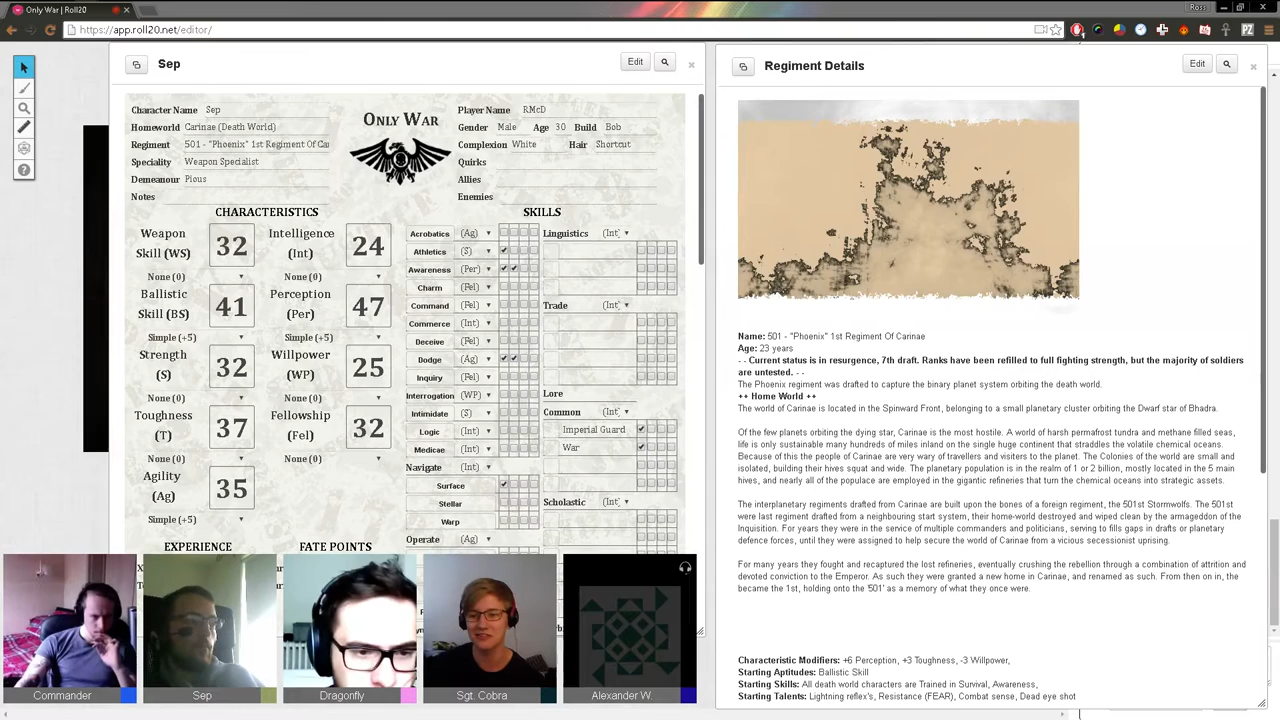 Only War | Roll20
Ross
https://app.roll20.net/editor/
Sep
Edit
Regiment Details
Edit
Character Name Sep
Homeworld Carinae (Death World)
Regiment 501 - "Phoenix" 1st Regiment Of Ca
Speciality Weapon Specialist
Demeanour Pious
Notes
ONLY WAR
Player Name RMcD
Gender Male Age 30 Build Bob
Complexion White Hair Shortcut
Quirks
Allies
Enemies
CHARACTERISTICS
Weapon Skill (WS) 32
None (0)
Intelligence (Int) 24
None (0)
Ballistic Skill (BS) 41
Simple (+5)
Perception (Per) 47
Simple (+5)
Strength (S) 32
None (0)
Willpower (WP) 25
None (0)
Toughness (T) 37
None (0)
Fellowship (Fel) 32
None (0)
Agility (Ag) 35
Simple (+5)
EXPERIENCE
FATE POINTS
SKILLS
Acrobatics (Ag)
Athletics (S)
Awareness (Per)
Charm (Fel)
Command (Fel)
Commerce (Int)
Deceive (Fel)
Dodge (Ag)
Inquiry (Fel)
Interrogation (WP)
Intimidate (S)
Logic (Int)
Medicae (Int)
Navigate (Int)
Surface
Stellar
Warp
Operate (Ag)
Linguistics (Int)
Trade (Int)
Lore
Common (Int)
Imperial Guard
War
Scholastic (Int)
Name: 501 - "Phoenix" 1st Regiment Of Carinae
Age: 23 years
- - Current status is in resurgence, 7th draft. Ranks have been refilled to full fighting strength, but the majority of soldiers
are untested. - -
The Phoenix regiment was drafted to capture the binary planet system orbiting the death world.
++ Home World ++
The world of Carinae is located in the Spinward Front, belonging to a small planetary cluster orbiting the Dwarf star of Bhadra.
Of the few planets orbiting the dying star, Carinae is the most hostile. A world of harsh permafrost tundra and methane filled seas,
life is only sustainable many hundreds of miles inland on the single huge continent that straddles the volatile chemical oceans.
Because of this the people of Carinae are very wary of travellers and visiters to the planet. The Colonies of the world are small and
isolated, building their hives squat and wide. The planetary population is in the realm of 1 or 2 billion, mostly located in the 5 main
hives, and nearly all of the populace are employed in the gigantic refineries that turn the chemical oceans into strategic assets.
The interplanetary regiments drafted from Carinae are built upon the bones of a foreign regiment, the 501st Stormwolfs. The 501st
were last regiment drafted from a neighbouring start system, their home-world destroyed and wiped clean by the armageddon of the
Inquisition. For years they were in the service of multiple commanders and politicians, serving to fills gaps in drafts or planetary
defence forces, until they were assigned to help secure the world of Carinae from a vicious secessionist uprising.
For many years they fought and recaptured the lost refineries, eventually crushing the rebellion through a combination of attrition and
devoted conviction to the Emperor. As such they were granted a new home in Carinae, and renamed as such. From then on in, the
became the 1st, holding onto the '501' as a memory of what they once were.
Characteristic Modifiers: +6 Perception, +3 Toughness, -3 Willpower,
Starting Aptitudes: Ballistic Skill
Starting Skills: All death world characters are Trained in Survival, Awareness,
Starting Talents: Lightning reflex's, Resistance (FEAR), Combat sense, Dead eye shot
Commander
Sep
Dragonfly
Sgt. Cobra
Alexander W.